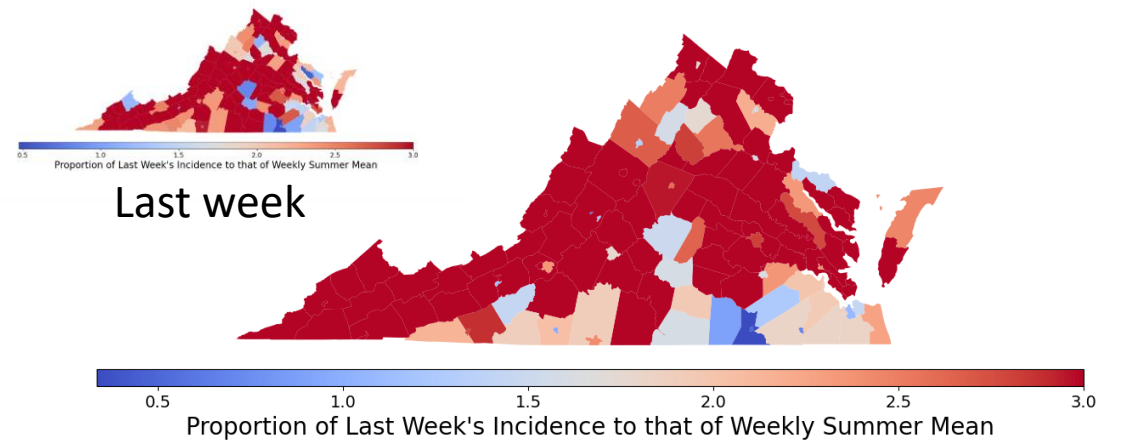 0.5 1.0 1.5 2.0 2.5 3.0
Proportion of Last Week's Incidence to that of Weekly Summer Mean
Last week
0.5 1.0 1.5 2.0 2.5 3.0
Proportion of Last Week's Incidence to that of Weekly Summer Mean